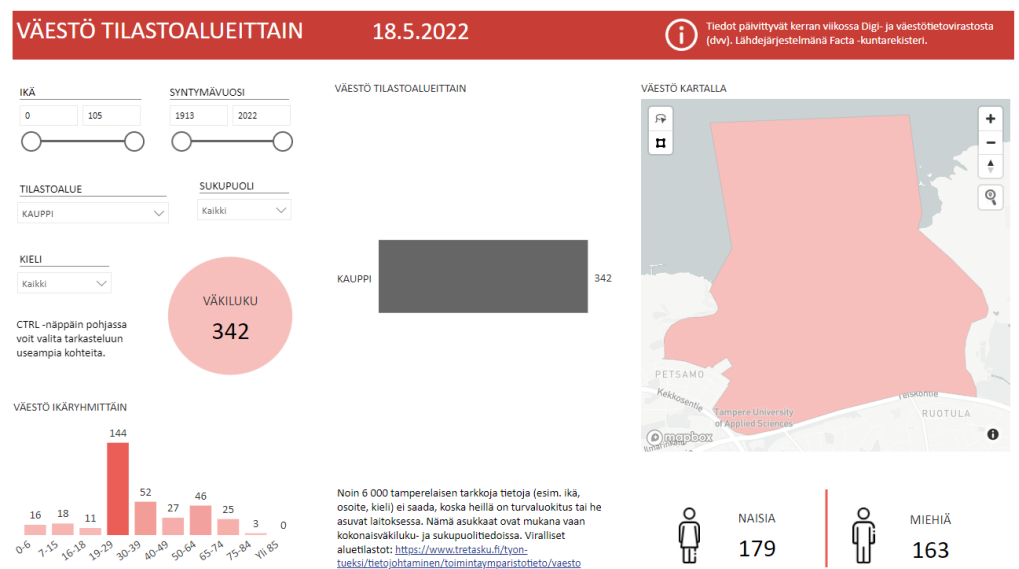 VÄESTÖ TILASTOALUEITTAIN
18.5.2022
Tiedot päivittyvät kerran viikossa Digi- ja väestötietovirastosta
(dvv). Lähdejärjestelmänä Facta -kuntarekisteri.
IKÄ
0
105
SYNTYMÄVUOSI
1913
2022
TILASTOALUE
KAUPPI
SUKUPUOLI
Kaikki
KIELI
Kaikki
CTRL -näppäin pohjassa
voit valita tarkasteluun
useampia kohteita.
VÄKILUKU
342
VÄESTÖ TILASTOALUEITTAIN
KAUPPI
342
VÄESTÖ KARTALLA
PETSAMO
Kekkosentie
Tampere University
of Applied Sciences
Teiskontie
RUOTULA
mapbox
Ilmarinkatu
VÄESTÖ IKÄRYHMITTÄIN
16
18
11
144
52
27
46
25
3
0
0-6
7-15
16-18
19-29
30-39
40-49
50-64
65-74
75-84
Yli 85
Noin 6 000 tamperelaisen tarkkoja tietoja (esim. ikä,
osoite, kieli) ei saada, koska heillä on turvaluokitus tai he
asuvat laitoksessa. Nämä asukkaat ovat mukana vaan
kokonaisväkiluku- ja sukupuolitiedoissa. Viralliset
aluetilastot: https://www.tretasku.fi/tyon-
tueksi/tietojohtaminen/toimintaymparistotieto/vaesto
NAISIA
179
MIEHIÄ
163